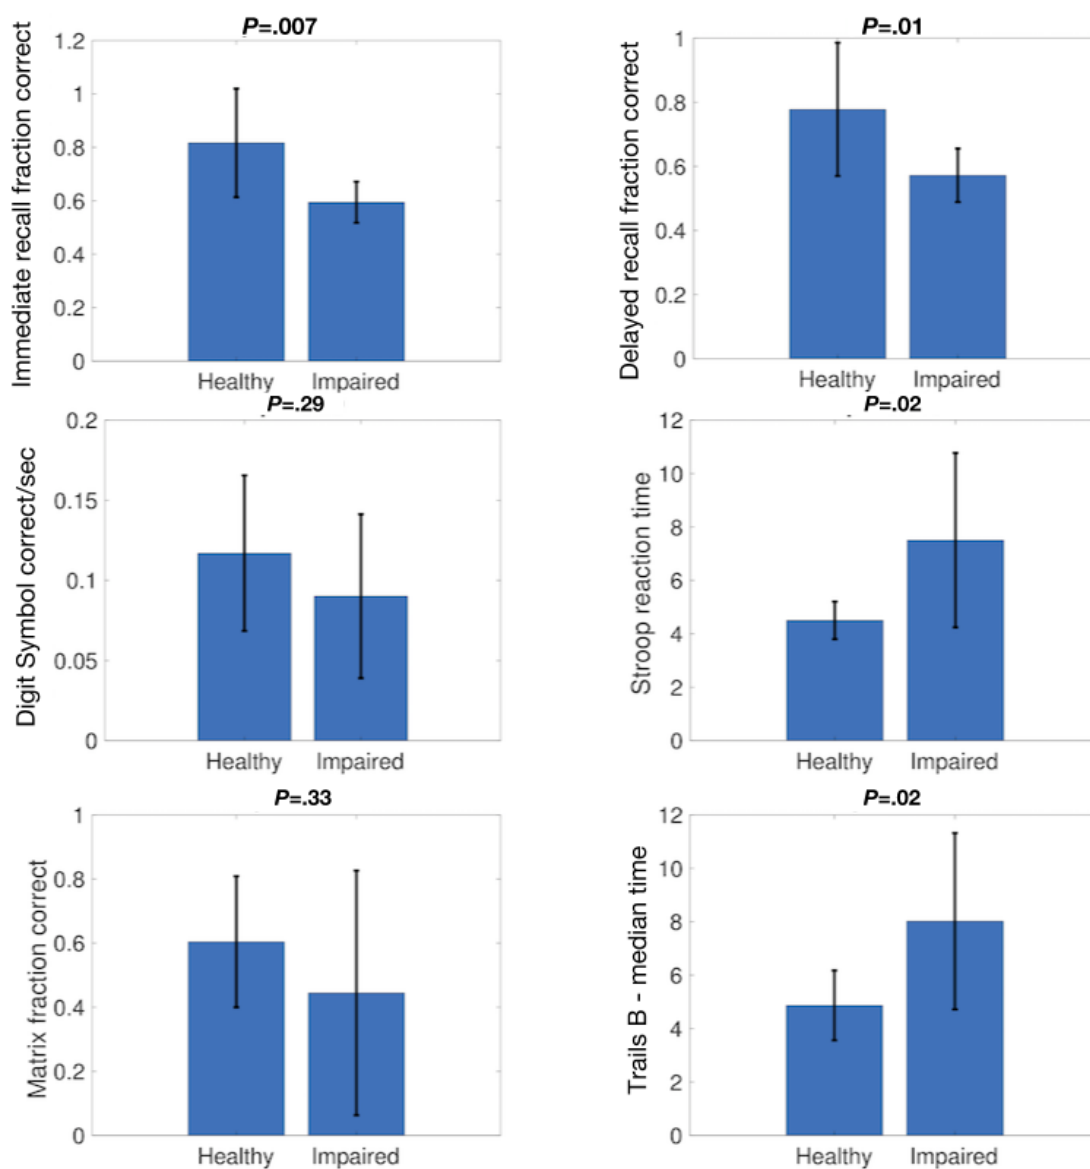 P=.007
Immediate recall fraction correct
1.2
1
0.8
0.6
0.4
0.2
0
Healthy Impaired
P=.01
Delayed recall fraction correct
1
0.8
0.6
0.4
0.2
0
Healthy Impaired
P=.29
Digit Symbol correct/sec
0.2
0.15
0.1
0.05
0
Healthy Impaired
P=.02
Stroop reaction time
12
10
8
6
4
2
0
Healthy Impaired
P=.33
Matrix fraction correct
1
0.8
0.6
0.4
0.2
0
Healthy Impaired
P=.02
Trails B - median time
12
10
8
6
4
2
0
Healthy Impaired